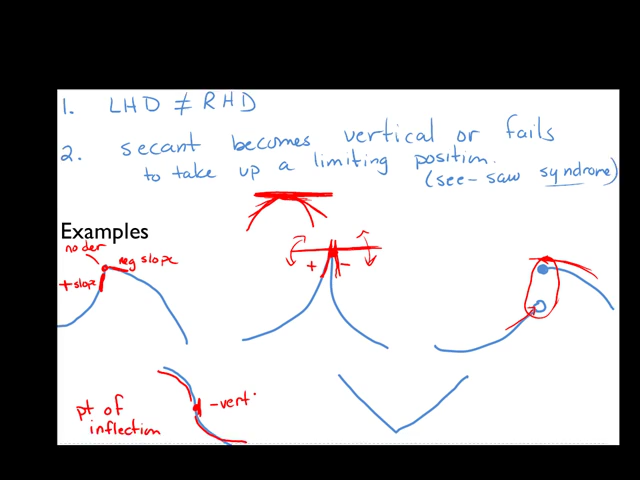 1. LHD ≠ RHD
2. secant becomes vertical or fails
to take up a limiting position.
(see-saw syndrome)
Examples
no der
neg slope
+ slope
+ -
pt of
inflection
- vert.